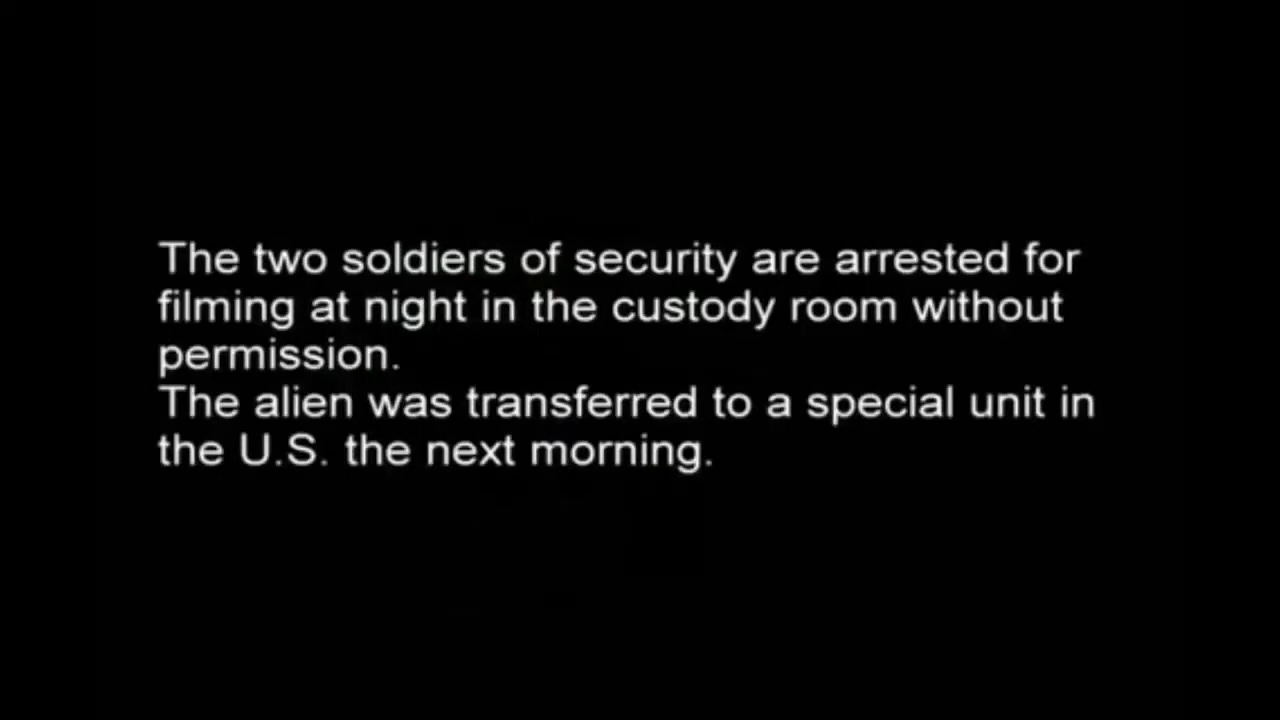 The two soldiers of security are arrested for
filming at night in the custody room without
permission.
The alien was transferred to a special unit in
the U.S. the next morning.